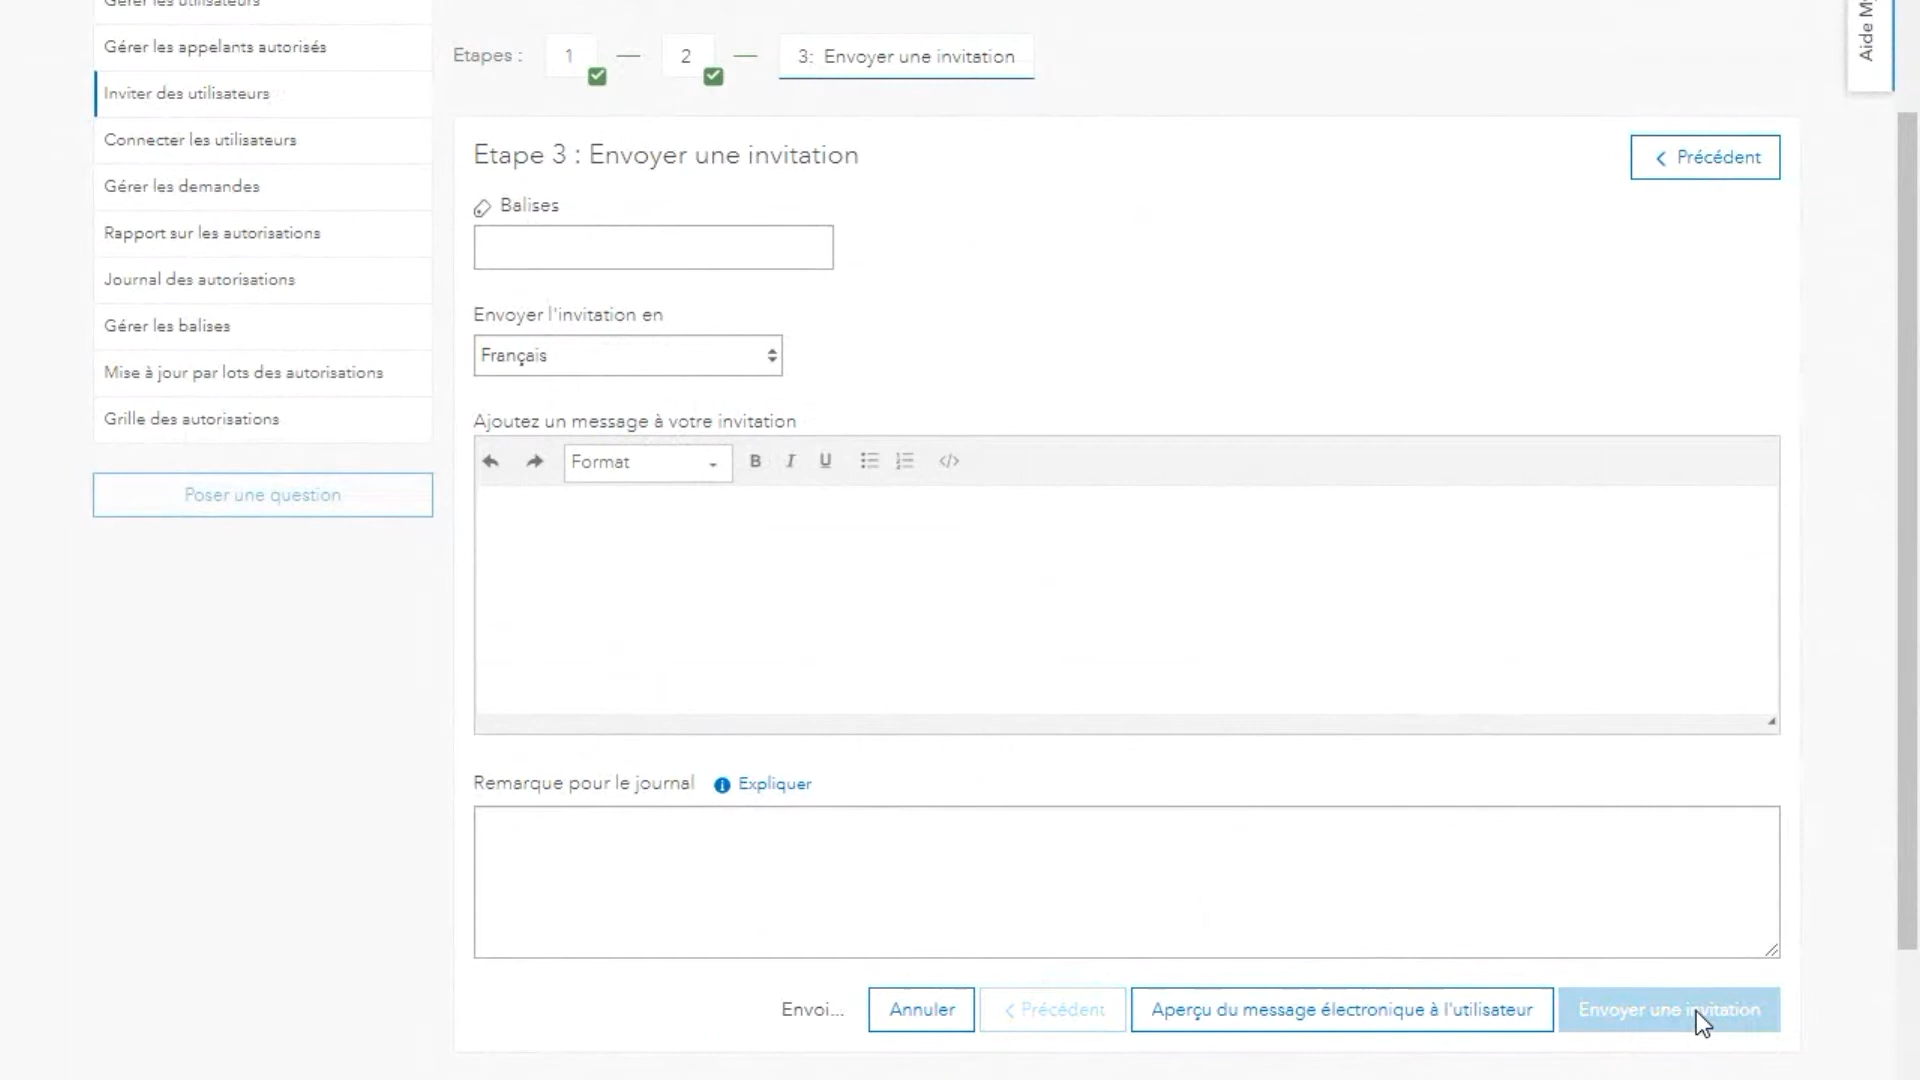 Gérer les utilisateurs
Gérer les appelants autorisés
Inviter des utilisateurs
Connecter les utilisateurs
Gérer les demandes
Rapport sur les autorisations
Journal des autorisations
Gérer les balises
Mise à jour par lots des autorisations
Grille des autorisations
Poser une question
Etapes : 1 — 2 — 3: Envoyer une invitation
Etape 3 : Envoyer une invitation
Précédent
Balises
Envoyer l'invitation en
Français
Ajoutez un message à votre invitation
Format B I U </>
Remarque pour le journal Expliquer
Envoi... Annuler Précédent Aperçu du message électronique à l'utilisateur Envoyer une invitation
Aide